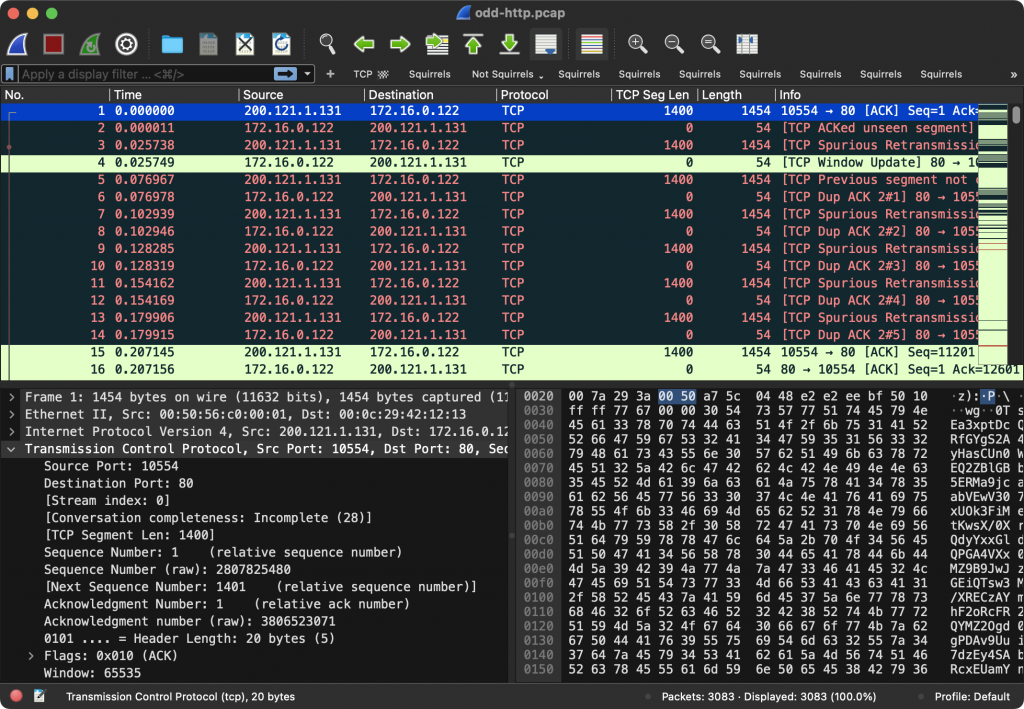 odd-http.pcap
Apply a display filter ... <⌘/>
+ TCP Squirrels Not Squirrels Squirrels Squirrels Squirrels Squirrels Squirrels Squirrels Squirrels »
No. Time Source Destination Protocol TCP Seg Len Length Info
1 0.000000 200.121.1.131 172.16.0.122 TCP 1400 1454 10554 → 80 [ACK] Seq=1 Ack=
2 0.000011 172.16.0.122 200.121.1.131 TCP 0 54 [TCP ACKed unseen segment]
3 0.025738 200.121.1.131 172.16.0.122 TCP 1400 1454 [TCP Spurious Retransmissio
4 0.025749 172.16.0.122 200.121.1.131 TCP 0 54 [TCP Window Update] 80 → 10
5 0.076967 200.121.1.131 172.16.0.122 TCP 1400 1454 [TCP Previous segment not
6 0.076978 172.16.0.122 200.121.1.131 TCP 0 54 [TCP Dup ACK 2#1] 80 → 1055
7 0.102939 200.121.1.131 172.16.0.122 TCP 1400 1454 [TCP Spurious Retransmissio
8 0.102946 172.16.0.122 200.121.1.131 TCP 0 54 [TCP Dup ACK 2#2] 80 → 1055
9 0.128285 200.121.1.131 172.16.0.122 TCP 1400 1454 [TCP Spurious Retransmissio
10 0.128319 172.16.0.122 200.121.1.131 TCP 0 54 [TCP Dup ACK 2#3] 80 → 1055
11 0.154162 200.121.1.131 172.16.0.122 TCP 1400 1454 [TCP Spurious Retransmissio
12 0.154169 172.16.0.122 200.121.1.131 TCP 0 54 [TCP Dup ACK 2#4] 80 → 1055
13 0.179906 200.121.1.131 172.16.0.122 TCP 1400 1454 [TCP Spurious Retransmissio
14 0.179915 172.16.0.122 200.121.1.131 TCP 0 54 [TCP Dup ACK 2#5] 80 → 1055
15 0.207145 200.121.1.131 172.16.0.122 TCP 1400 1454 10554 → 80 [ACK] Seq=11201
16 0.207156 172.16.0.122 200.121.1.131 TCP 0 54 80 → 10554 [ACK] Seq=1 Ack=12601
Frame 1: 1454 bytes on wire (11632 bits), 1454 bytes captured (11
Ethernet II, Src: 00:50:56:c0:00:01, Dst: 00:0c:29:42:12:13
Internet Protocol Version 4, Src: 200.121.1.131, Dst: 172.16.0.12
Transmission Control Protocol, Src Port: 10554, Dst Port: 80, Seq
Source Port: 10554
Destination Port: 80
[Stream index: 0]
[Conversation completeness: Incomplete (28)]
[TCP Segment Len: 1400]
Sequence Number: 1 (relative sequence number)
Sequence Number (raw): 2807825480
[Next Sequence Number: 1401 (relative sequence number)]
Acknowledgment Number: 1 (relative ack number)
Acknowledgment number (raw): 3806523071
0101 .... = Header Length: 20 bytes (5)
Flags: 0x010 (ACK)
Window: 65535
0020 00 7a 29 3a 00 50 a7 5c 04 48 e2 e2 ee bf 50 10 ·z):·P·\ ·
0030 ff ff 77 67 00 00 30 54 73 57 77 51 74 45 79 4e ··wg··0T s
0040 45 61 33 78 70 74 44 63 51 4f 2f 6b 75 31 41 52 Ea3xptDc Q
0050 52 66 47 59 67 53 32 41 34 47 59 35 31 56 33 32 RfGYgS2A 4
0060 79 48 61 73 43 55 6e 30 57 62 51 49 6b 63 78 72 yHasCUn0 W
0070 45 51 32 5a 42 6c 47 42 62 4c 42 4e 49 4e 4e 63 EQ2ZBlGB b
0080 35 45 52 4d 61 39 6a 63 61 4a 75 78 41 34 78 35 5ERMa9jc a
0090 61 62 56 45 77 56 33 30 37 4c 4e 41 76 41 69 75 abVEwV30 7
00a0 78 55 4f 6b 33 46 69 4d 65 62 52 31 78 4e 79 66 xUOk3FiM e
00b0 74 4b 77 73 58 2f 30 58 72 47 41 73 70 4e 69 56 tKwsX/0X r
00c0 51 64 79 59 78 78 47 6c 64 5a 2b 70 4f 34 56 45 QdyYxxGl d
00d0 51 50 47 41 34 56 58 78 30 44 65 41 78 44 6b 44 QPGA4VXx 0
00e0 4d 5a 39 42 39 4a 77 4a 7a 47 33 46 41 45 32 4c MZ9B9JwJ z
00f0 47 45 69 51 54 73 77 33 4d 66 53 41 43 63 41 31 GEiQTsw3 M
0100 2f 58 52 45 43 7a 41 59 6d 45 37 5a 6e 77 78 73 /XRECzAY m
0110 68 46 32 6f 52 63 46 52 32 42 38 52 74 4b 77 72 hF2oRcFR 2
0120 51 59 4d 5a 32 4f 67 64 30 66 67 6f 77 4b 7a 62 QYMZ2Ogd 0
0130 67 50 44 41 76 39 55 75 69 54 6d 63 32 55 7a 34 gPDAv9Uu i
0140 37 64 7a 45 79 34 53 41 62 61 5a 4d 56 74 51 46 7dzEy4SA b
0150 52 63 78 45 55 61 6d 59 6e 50 65 45 38 42 79 36 RcxEUamY n
Transmission Control Protocol (tcp), 20 bytes
Packets: 3083 · Displayed: 3083 (100.0%)
Profile: Default